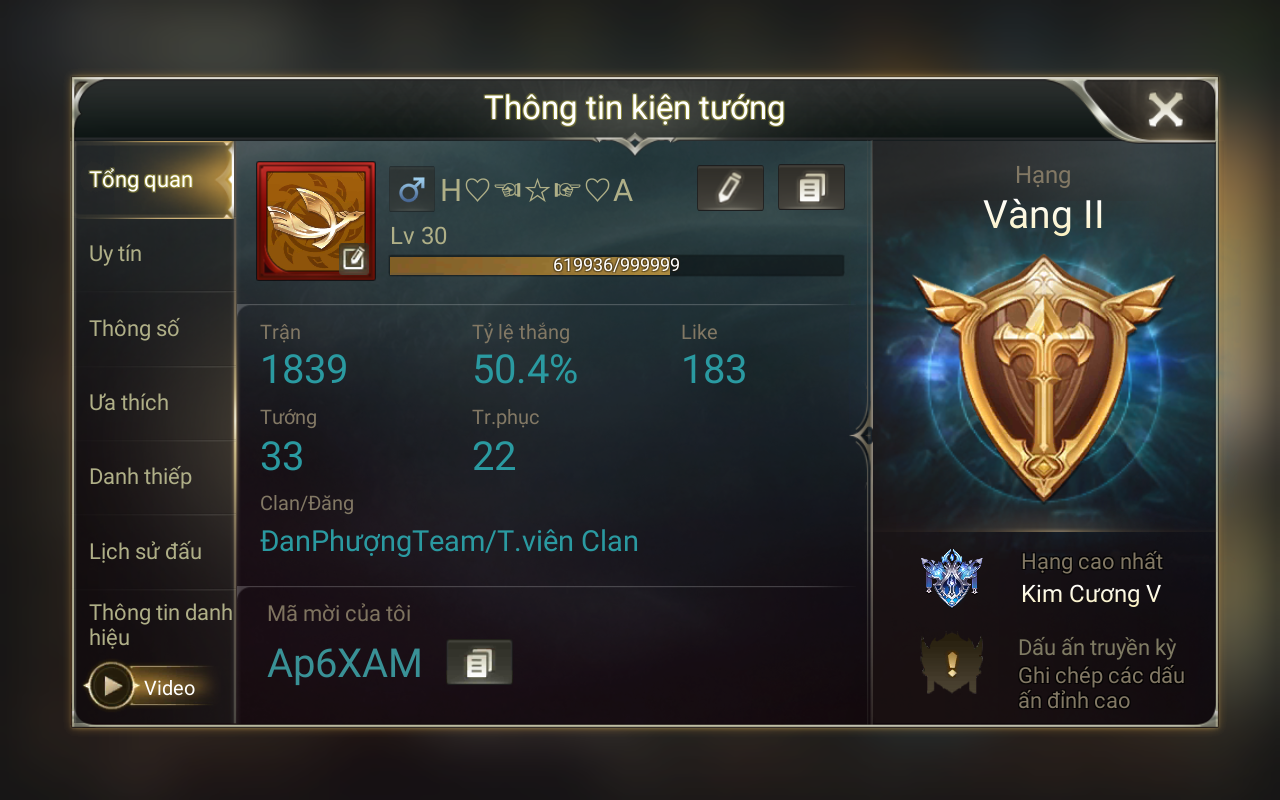 Thông tin kiện tướng
Tổng quan
Uy tín
Thông số
Ưa thích
Danh thiếp
Lịch sử đấu
Thông tin danh
hiệu
Video
♂ H♡☜☆☞♡A
Lv 30
619936/999999
Trận
1839
Tỷ lệ thắng
50.4%
Like
183
Tướng
33
Tr.phục
22
Clan/Đăng
ĐanPhượngTeam/T.viên Clan
Mã mời của tôi
Ap6XAM
Hạng
Vàng II
Hạng cao nhất
Kim Cương V
Dấu ấn truyền kỳ
Ghi chép các dấu
ấn đỉnh cao